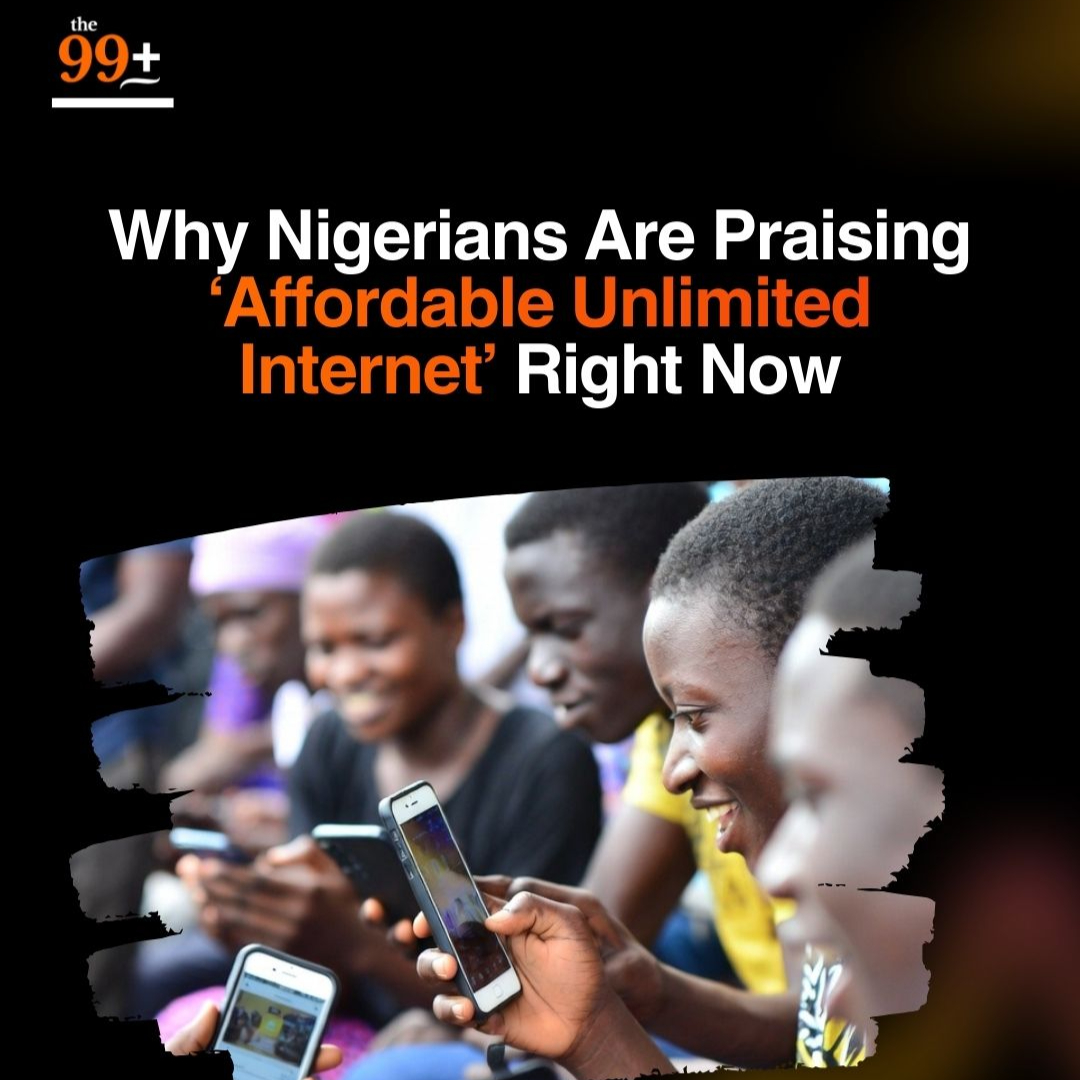 the
99+
Why Nigerians Are Praising
‘Affordable Unlimited
Internet’ Right Now